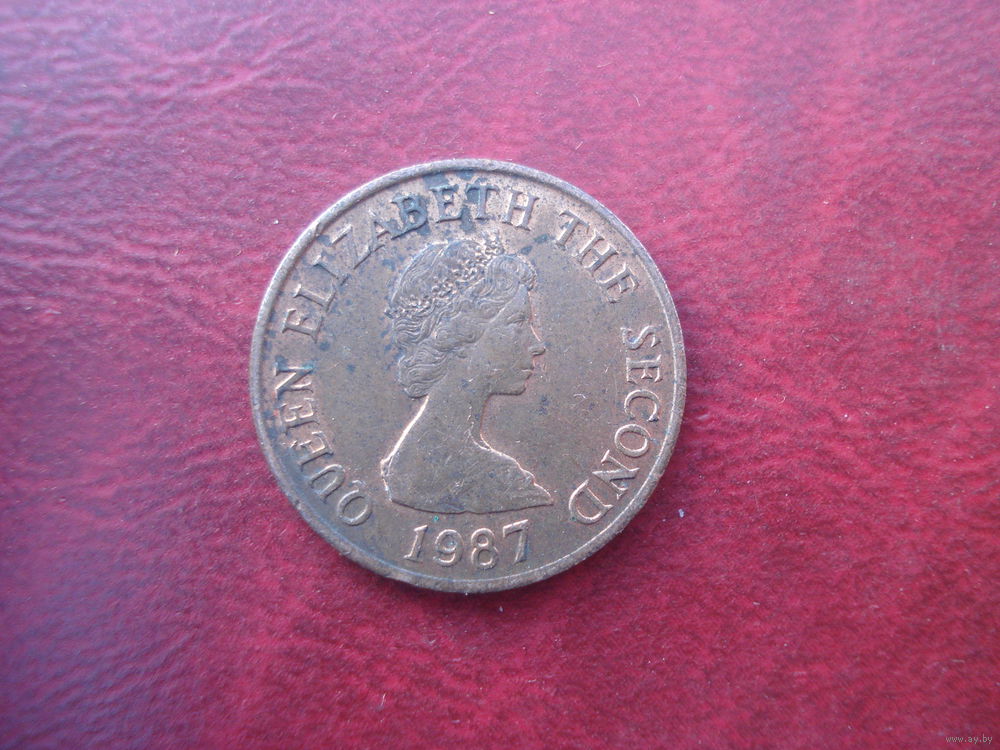 QUEEN ELIZABETH THE SECOND
1987
www.ay.by